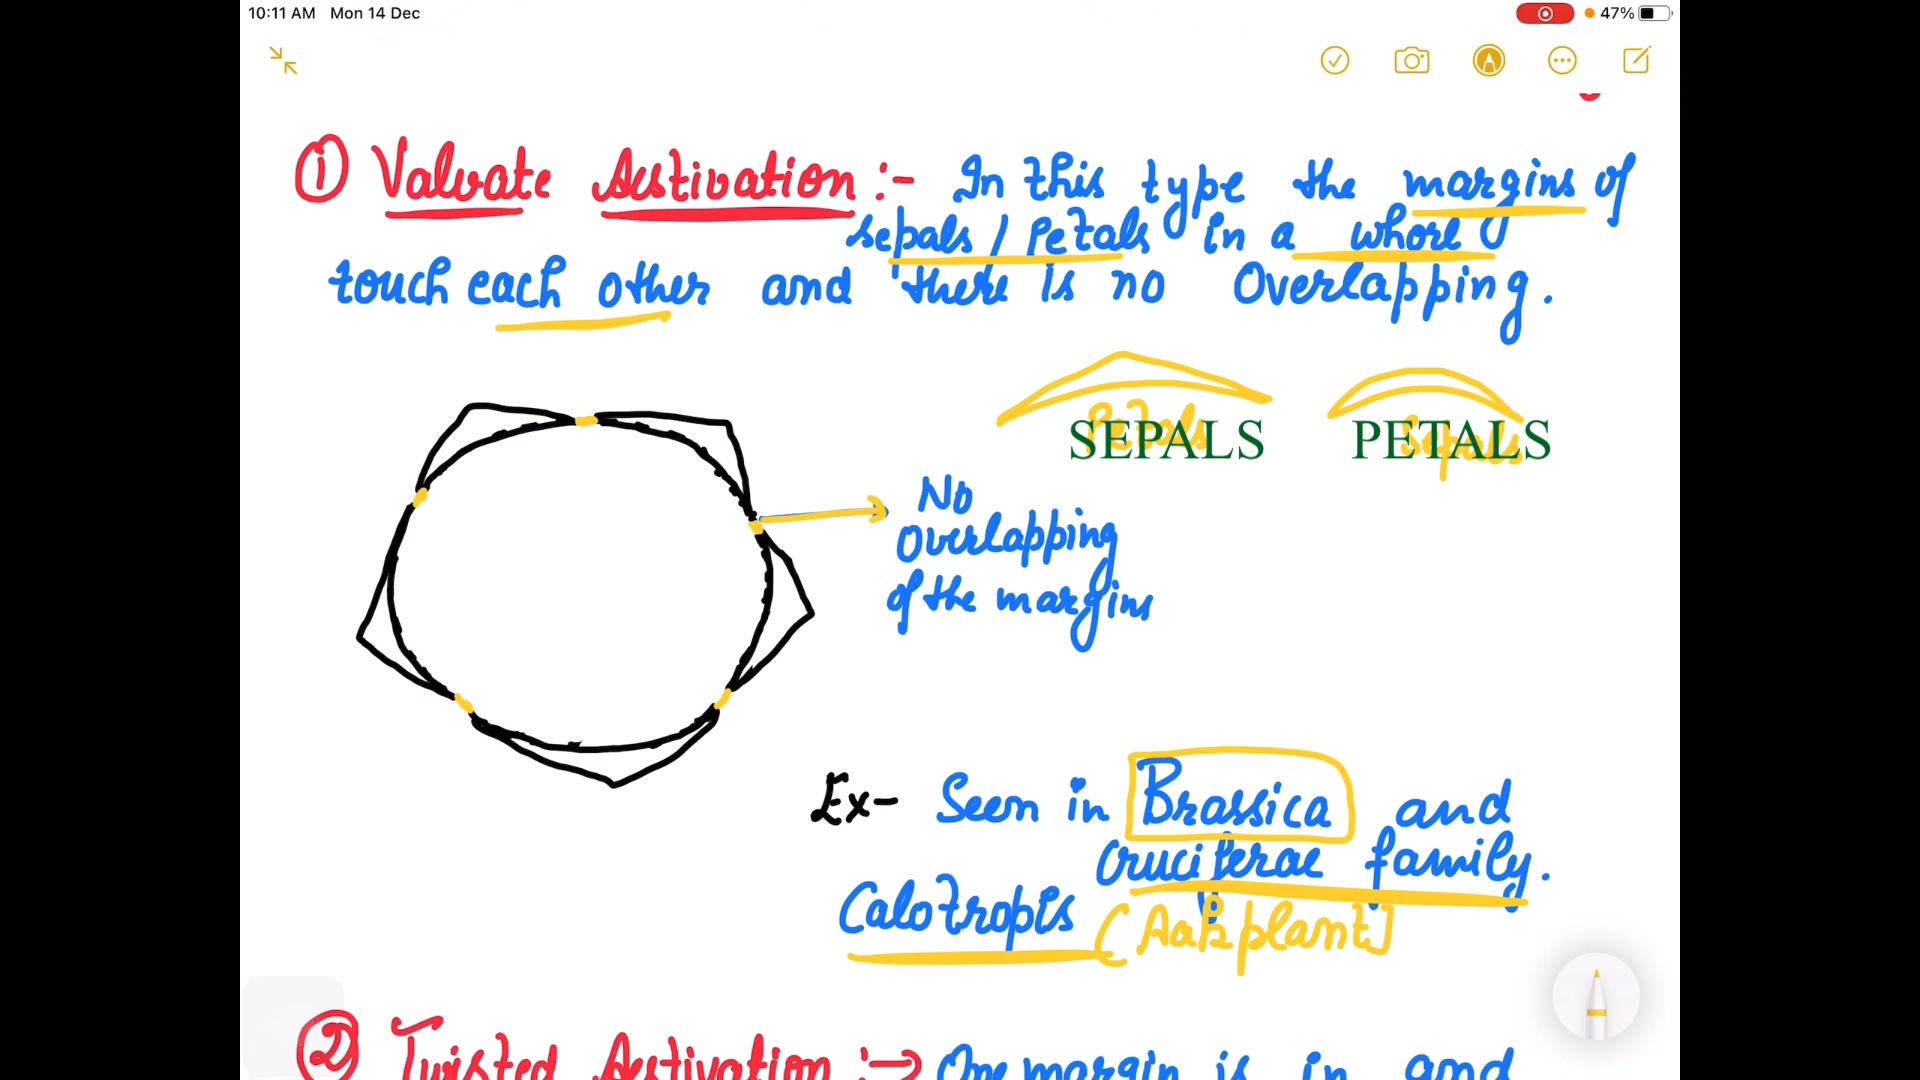 10:11 AM Mon 14 Dec
47%
① Valvate Aestivation :- In this type the margins of
sepals / Petals in a whorl
touch each other and there is no Overlapping.
Petals Sepals
SEPALS PETALS
No
Overlapping
of the margins
Ex- Seen in Brassica and
Cruciferae family.
Calotropis (Aak plant]
② Twisted Aestivation :-> One margin is in and